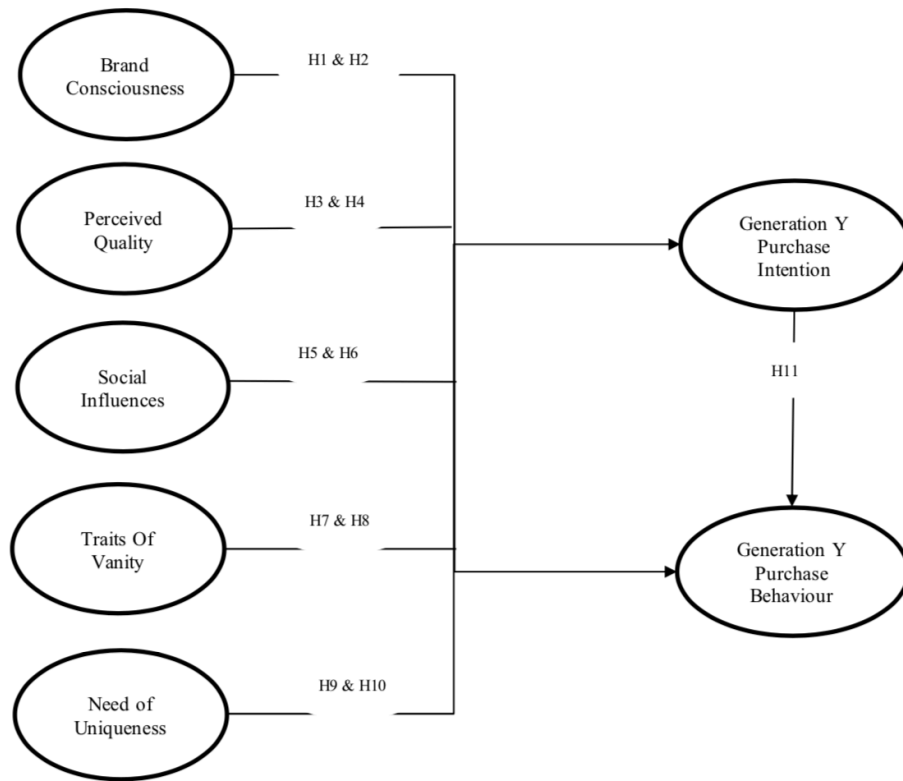 Brand
Consciousness
H1 & H2
Perceived
Quality
H3 & H4
Social
Influences
H5 & H6
Traits Of
Vanity
H7 & H8
Need of
Uniqueness
H9 & H10
Generation Y
Purchase
Intention
H11
Generation Y
Purchase
Behaviour